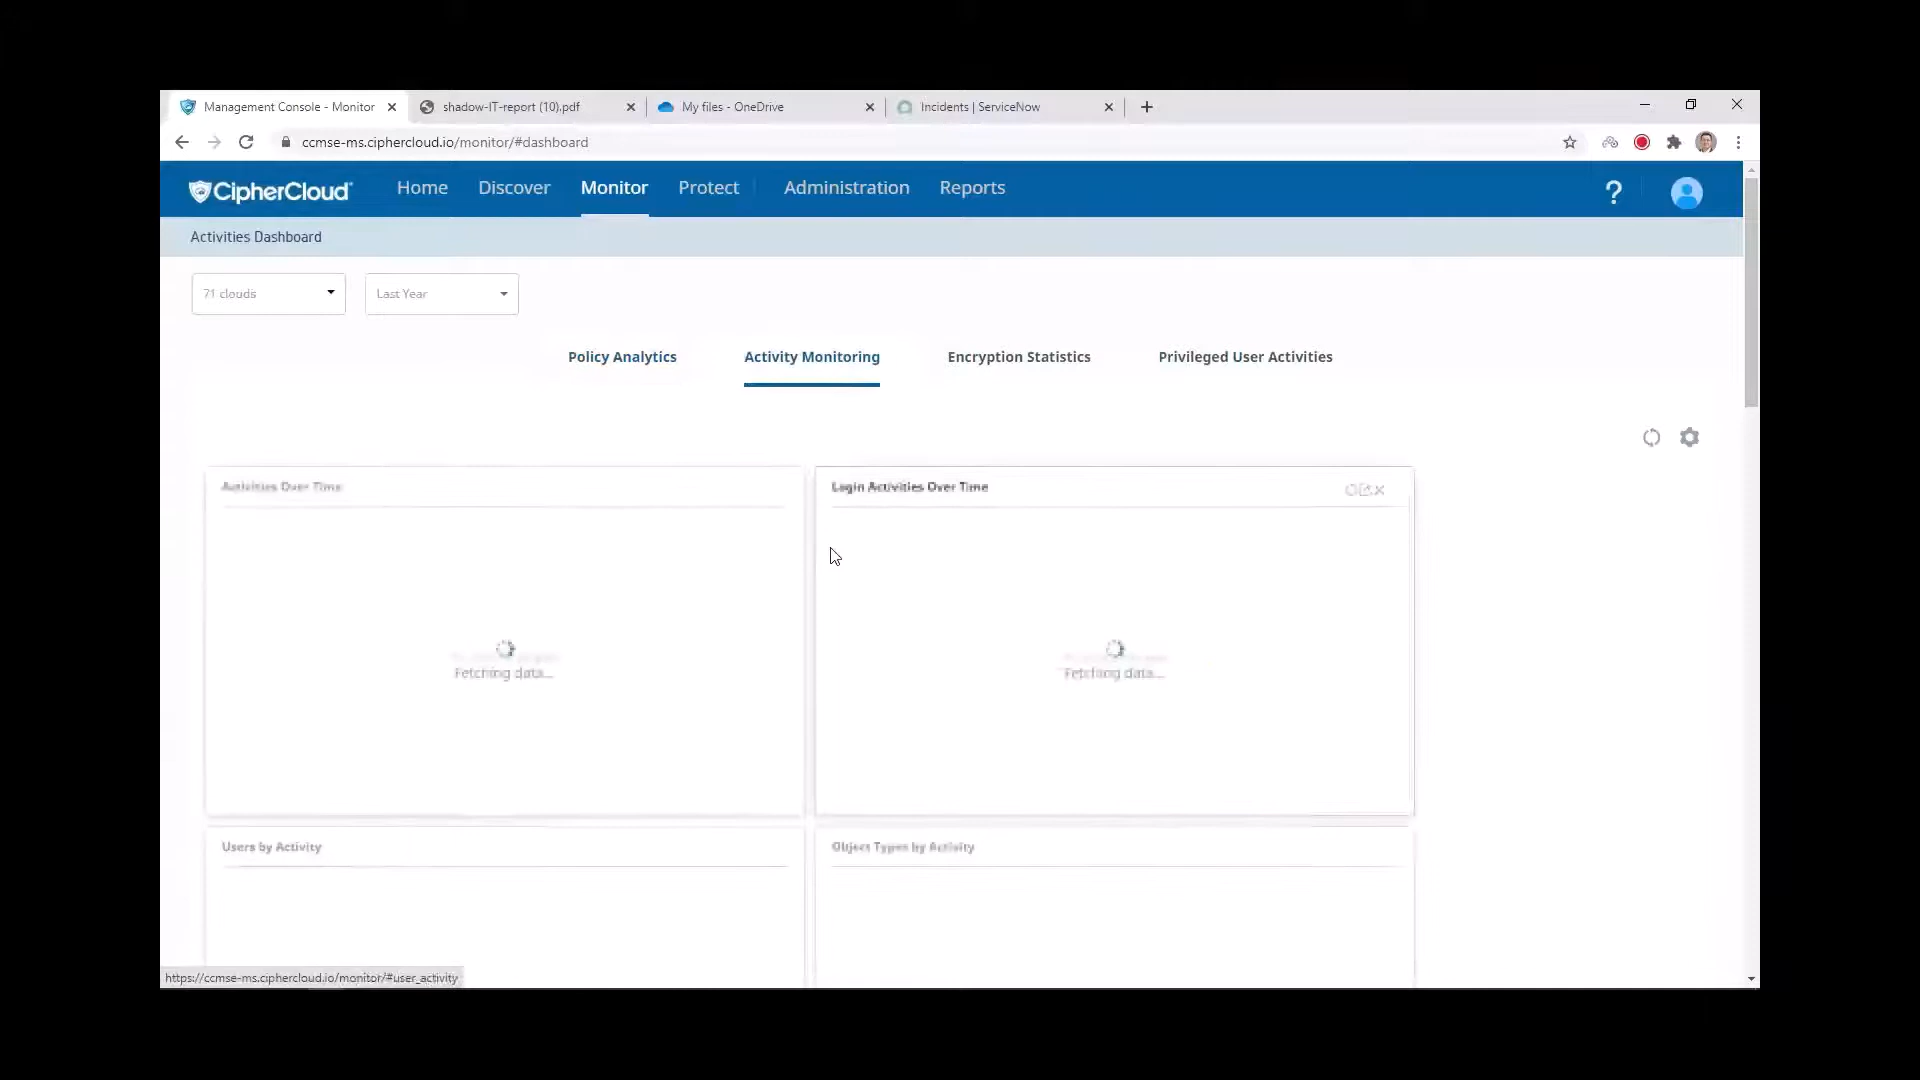 Management Console - Monitor
shadow-IT-report (10).pdf
My files - OneDrive
Incidents | ServiceNow
ccmse-ms.ciphercloud.io/monitor/#dashboard
CipherCloud
Home
Discover
Monitor
Protect
Administration
Reports
?
Activities Dashboard
71 clouds
Last Year
Policy Analytics
Activity Monitoring
Encryption Statistics
Privileged User Activities
Activities Over Time
Login Activities Over Time
Fetching data...
Fetching data...
Users by Activity
Object Types by Activity
https://ccmse-ms.ciphercloud.io/monitor/#user_activity